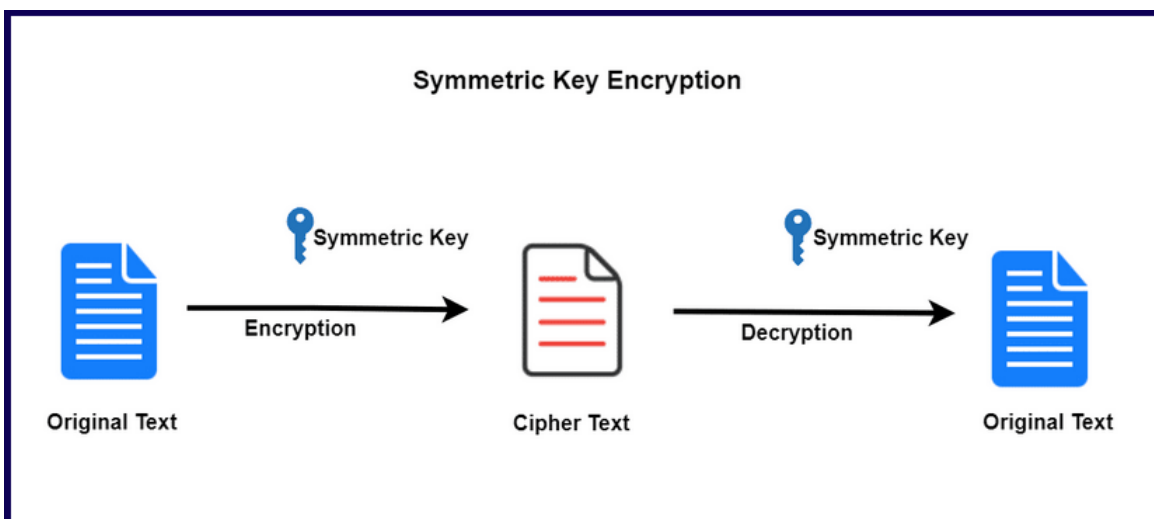 Symmetric Key Encryption
Symmetric Key
Symmetric Key
Encryption
Decryption
Original Text
Cipher Text
Original Text